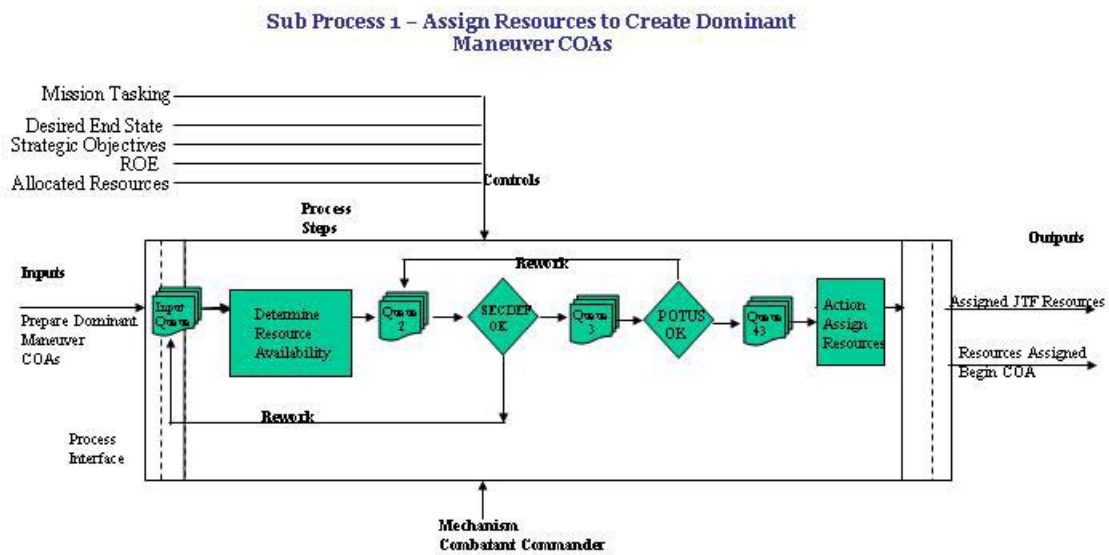 Sub Process 1 – Assign Resources to Create Dominant
Maneuver COAs
Mission Tasking
Desired End State
Strategic Objectives
ROE
Allocated Resources
Controls
Process
Steps
Outputs
Inputs
Rework
Input
Queue
Determine
Resource
Availability
Queue
2
SECDEF
OK
Queue
3
POTUS
OK
Queue
43
Action
Assign
Resources
Prepare Dominant
Maneuver
COAs
Assigned JTF Resources
Resources Assigned
Begin COA
Rework
Process
Interface
Mechanism
Combatant Commander